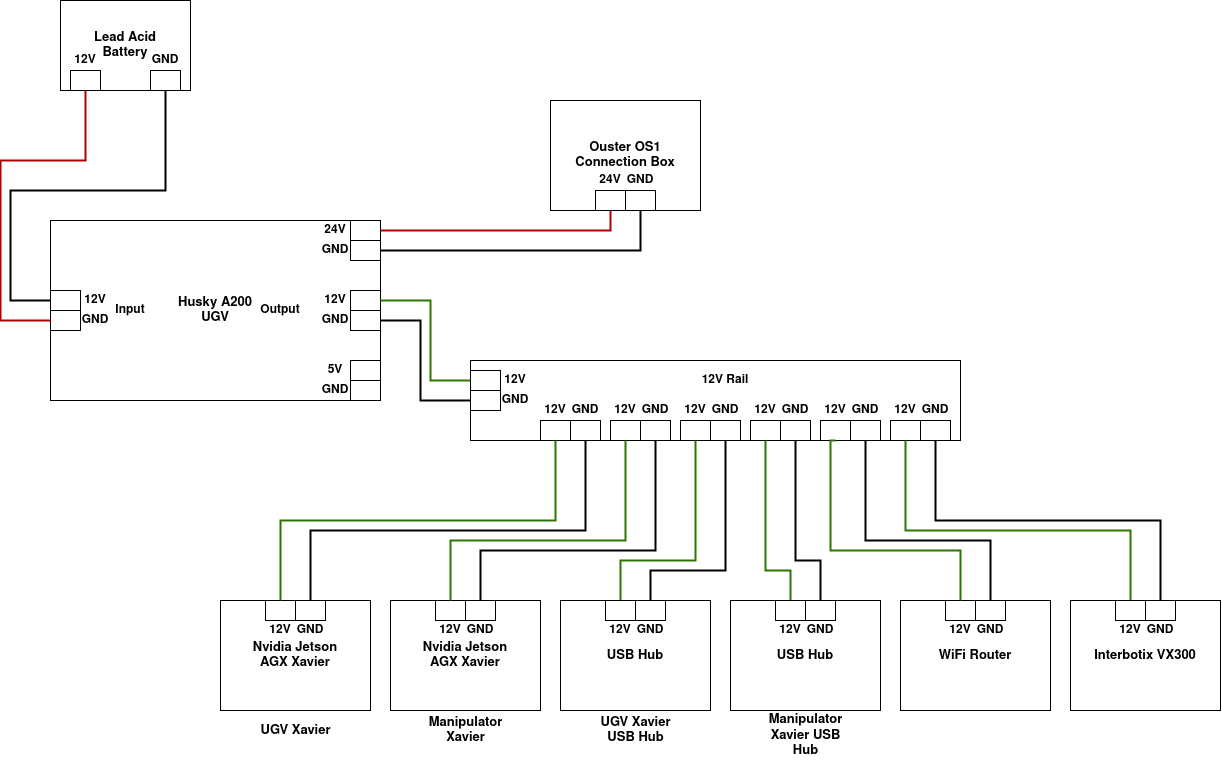 Lead Acid
Battery
12V
GND
Ouster OS1
Connection Box
24V
GND
24V
GND
12V
GND
Input
Husky A200
UGV
Output
12V
GND
5V
GND
12V
GND
12V Rail
12V GND
12V GND
12V GND
12V GND
12V GND
12V GND
12V GND
Nvidia Jetson
AGX Xavier
UGV Xavier
12V GND
Nvidia Jetson
AGX Xavier
Manipulator
Xavier
12V GND
USB Hub
UGV Xavier
USB Hub
12V GND
USB Hub
Manipulator
Xavier USB
Hub
12V GND
WiFi Router
12V GND
Interbotix VX300